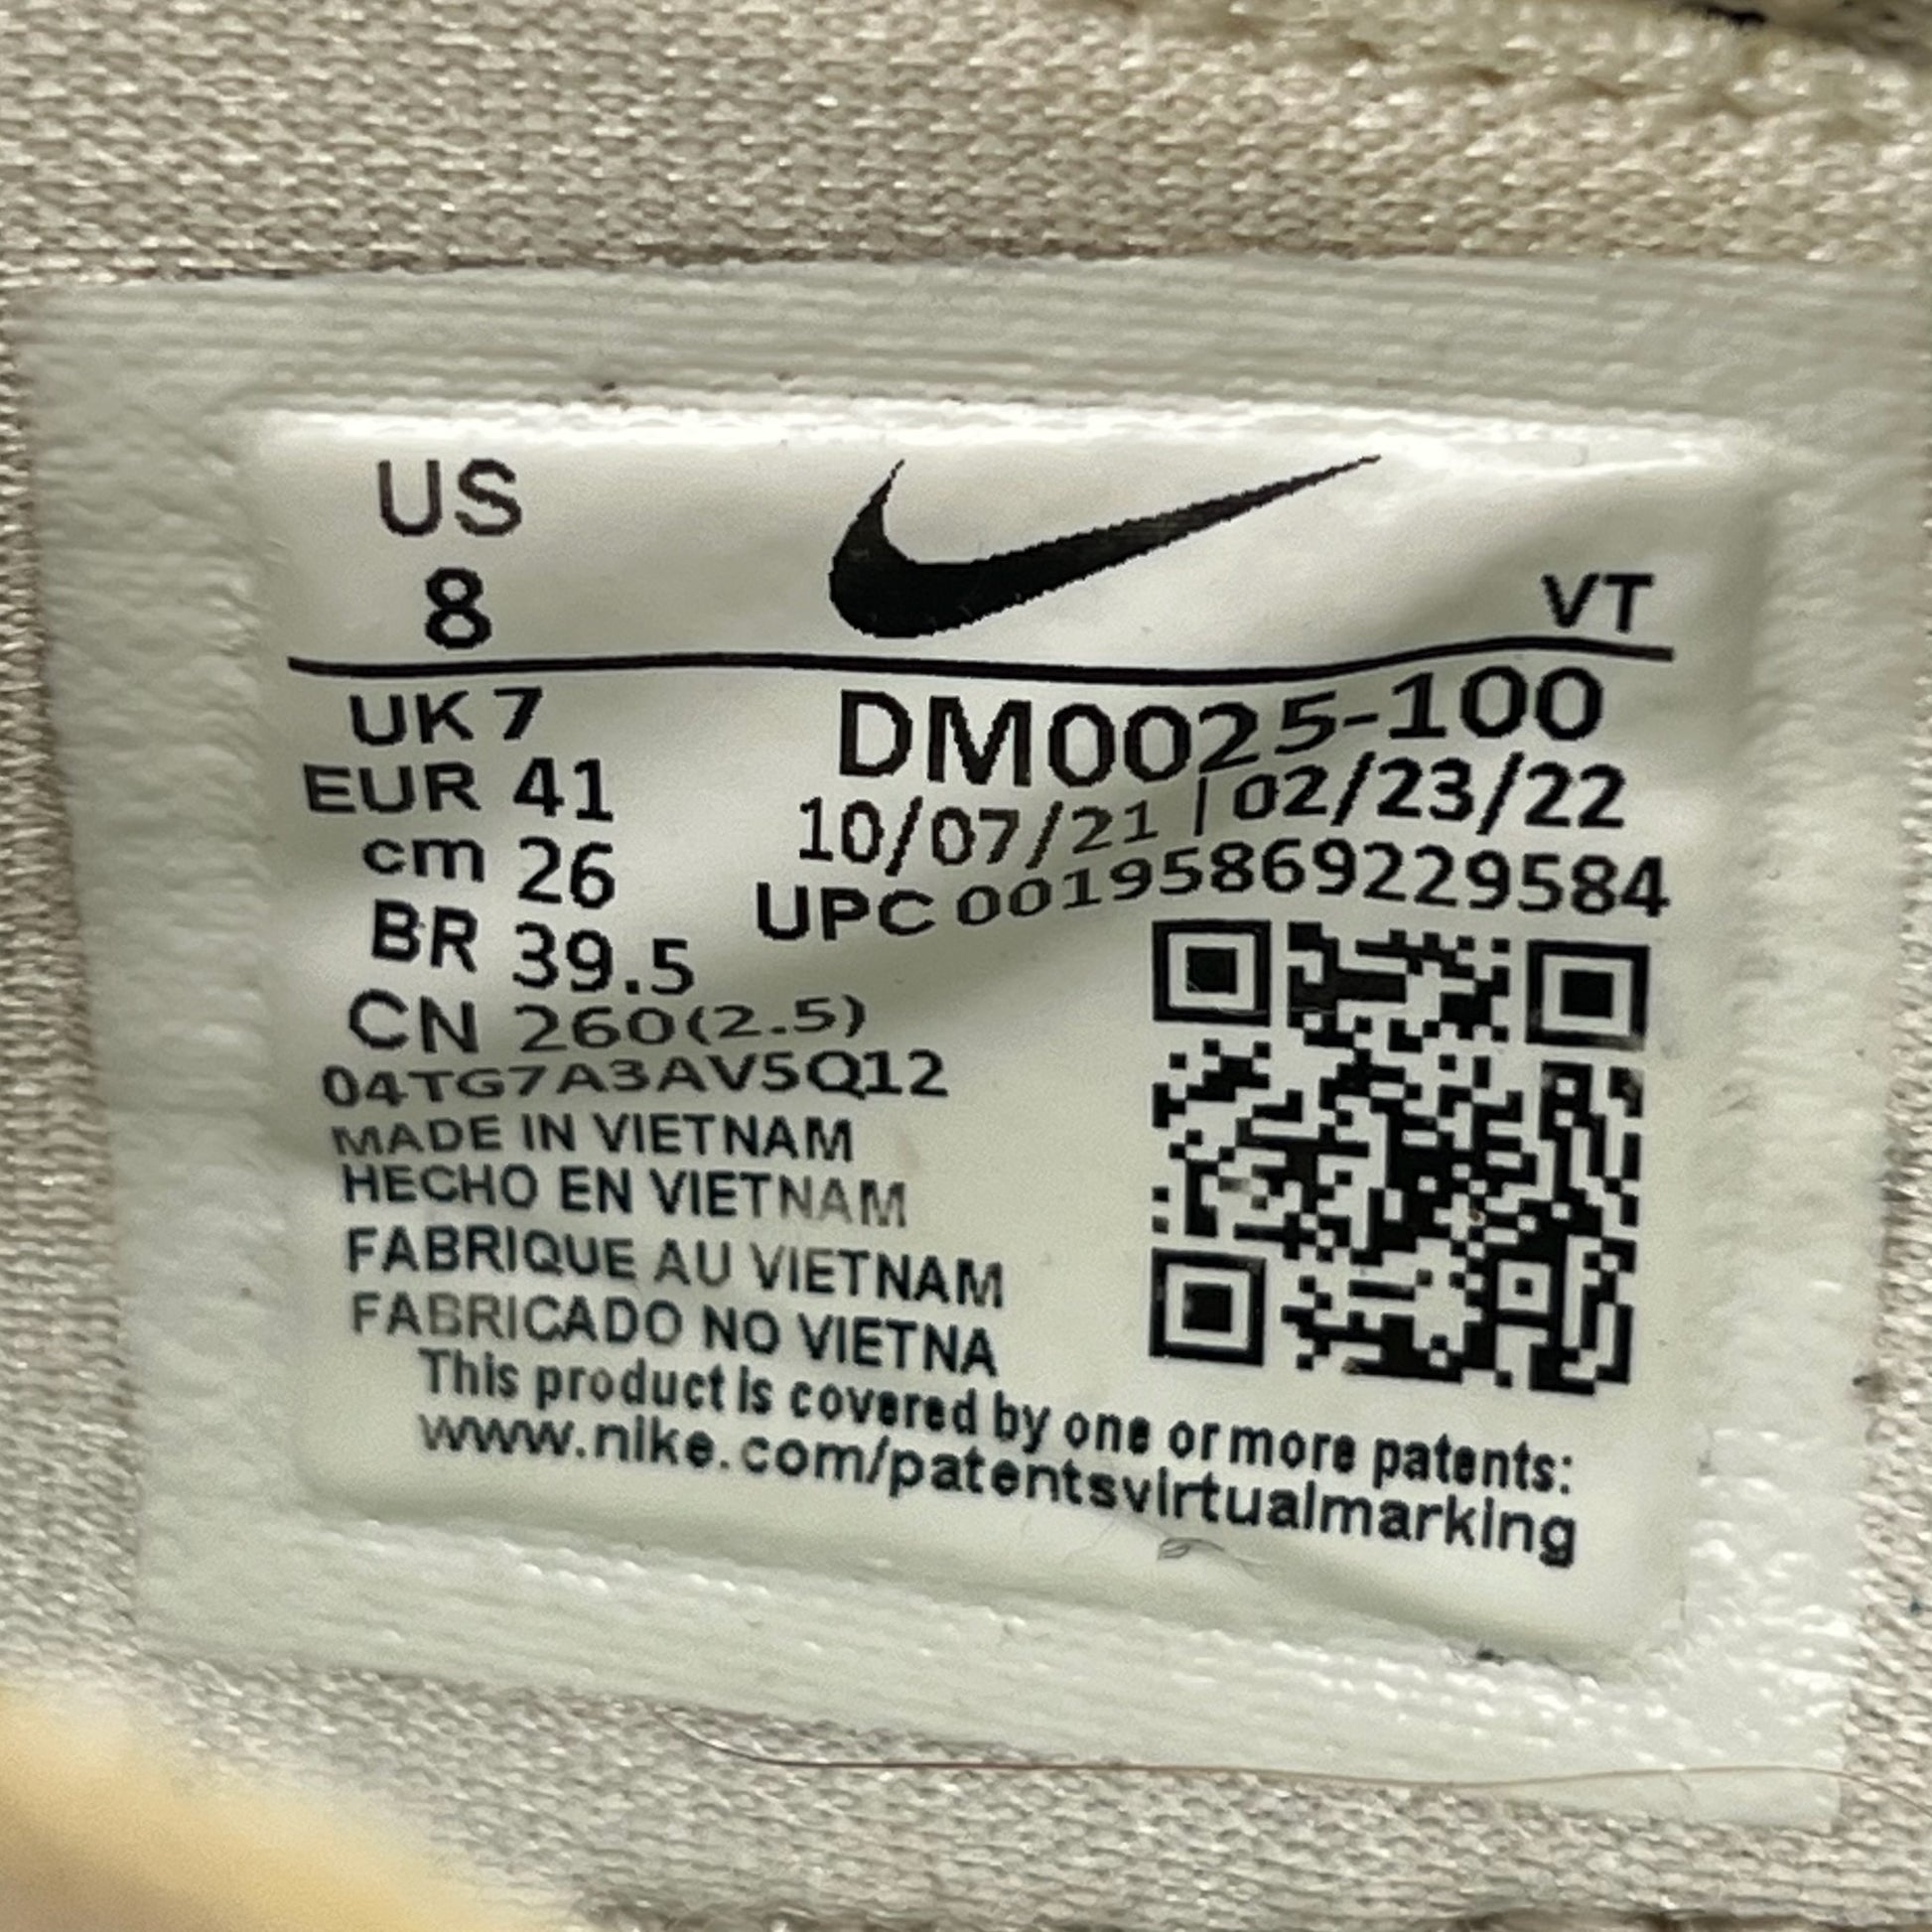 US
8
VT
UK 7
EUR 41
cm 26
BR 39.5
CN 260(2.5)
DM0025-100
10/07/21 | 02/23/22
UPC 00195869229584
04TG7A3AV5Q12
MADE IN VIETNAM
HECHO EN VIETNAM
FABRIQUE AU VIETNAM
FABRICADO NO VIETNA
This product is covered by one or more patents:
www.nike.com/patentsvirtualmarking